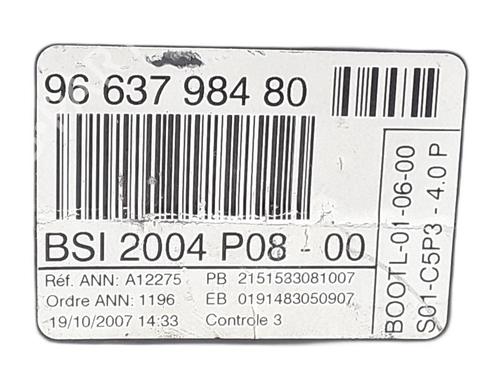 96 637 984 80
BSI 2004 P08 - 00
Réf. ANN: A12275 PB 2151533081007
Ordre ANN: 1196 EB 0191483050907
19/10/2007 14:33 Controle 3
BOOTL-01-06-00
S01-C5P3 - 4.0 P